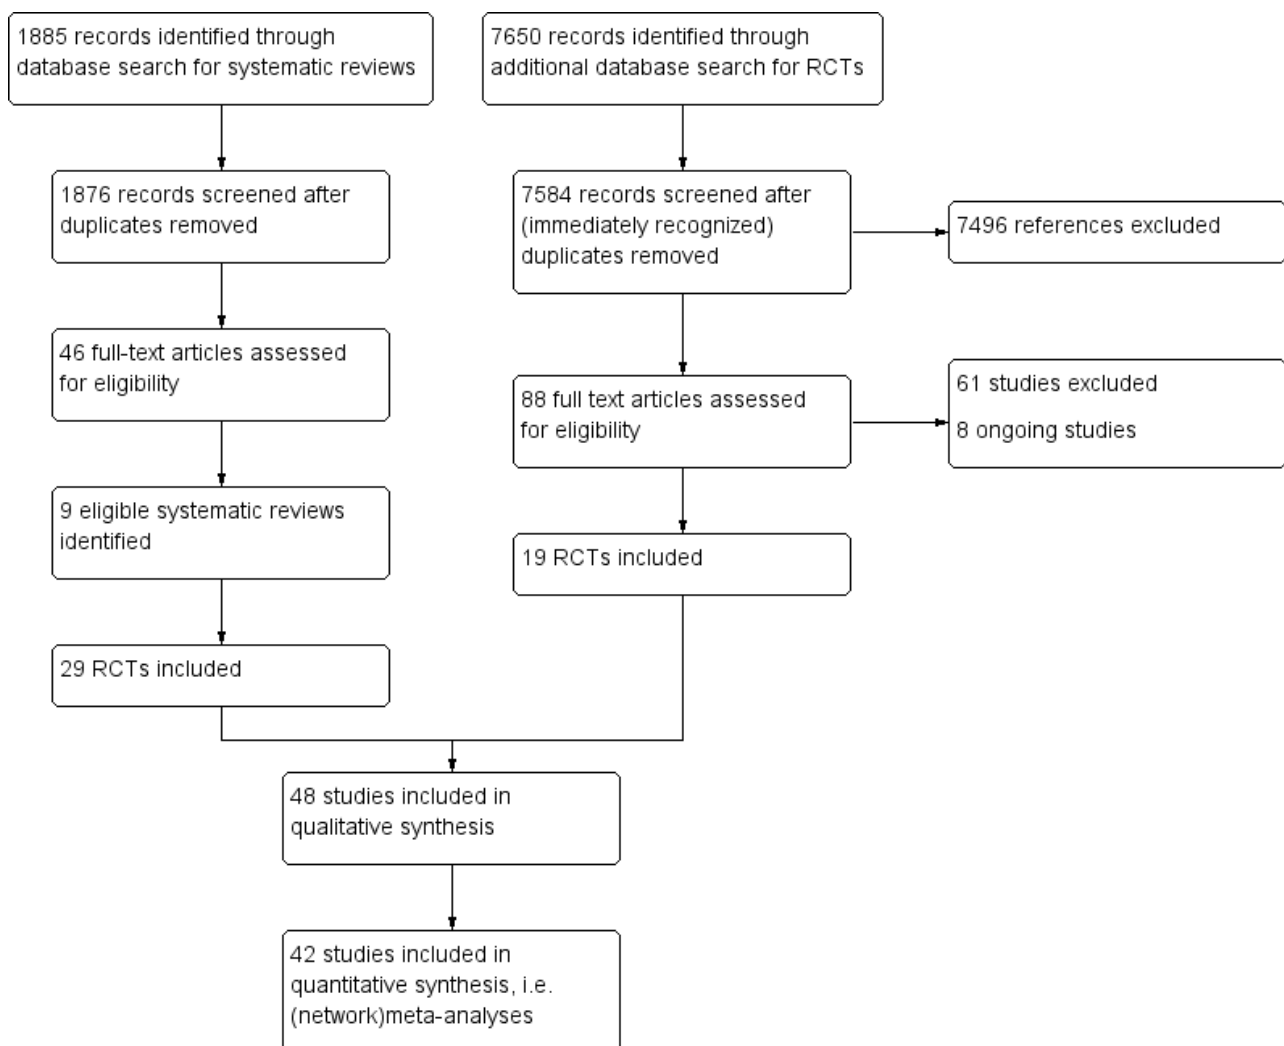 1885 records identified through
database search for systematic reviews
7650 records identified through
additional database search for RCTs
1876 records screened after
duplicates removed
7584 records screened after
(immediately recognized)
duplicates removed
7496 references excluded
46 full-text articles assessed
for eligibility
88 full text articles assessed
for eligibility
61 studies excluded
8 ongoing studies
9 eligible systematic reviews
identified
19 RCTs included
29 RCTs included
48 studies included in
qualitative synthesis
42 studies included in
quantitative synthesis, i.e.
(network)meta-analyses